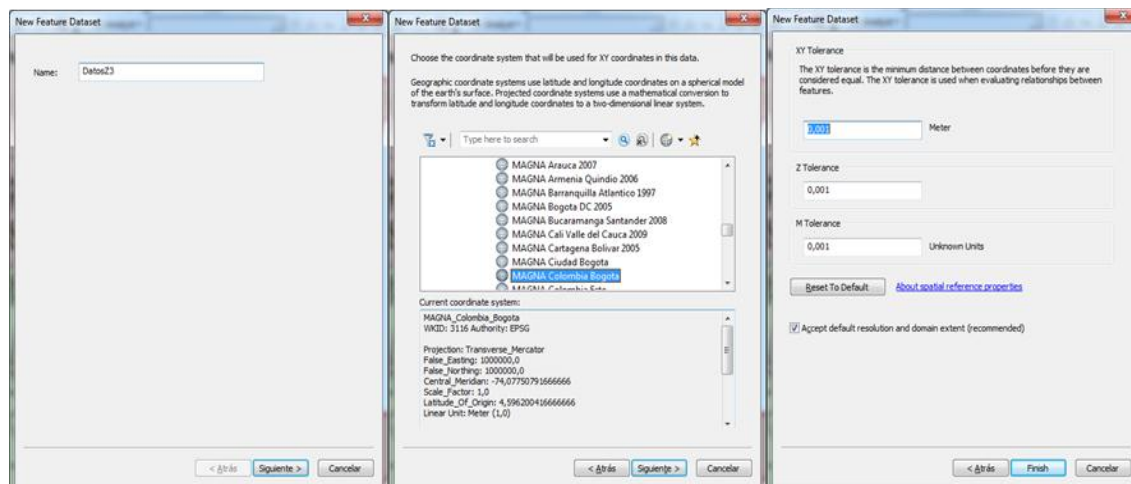 New Feature Dataset
Name:
DatosZ3
< Atrás
Siguiente >
Cancelar
New Feature Dataset
Choose the coordinate system that will be used for XY coordinates in this data.
Geographic coordinate systems use latitude and longitude coordinates on a spherical model
of the earth's surface. Projected coordinate systems use a mathematical conversion to
transform latitude and longitude coordinates to a two-dimensional linear system.
Type here to search
MAGNA Arauca 2007
MAGNA Armenia Quindio 2006
MAGNA Barranquilla Atlantico 1997
MAGNA Bogota DC 2005
MAGNA Bucaramanga Santander 2008
MAGNA Cali Valle del Cauca 2009
MAGNA Cartagena Bolivar 2005
MAGNA Ciudad Bogota
MAGNA Colombia Bogota
MAGNA Colombia Este
Current coordinate system:
MAGNA_Colombia_Bogota
WKID: 3116 Authority: EPSG
Projection: Transverse_Mercator
False_Easting: 1000000,0
False_Northing: 1000000,0
Central_Meridian: -74,07750791666666
Scale_Factor: 1,0
Latitude_Of_Origin: 4,596200416666666
Linear Unit: Meter (1,0)
< Atrás
Siguiente >
Cancelar
New Feature Dataset
XY Tolerance
The XY tolerance is the minimum distance between coordinates before they are
considered equal. The XY tolerance is used when evaluating relationships between
features.
0,001
Meter
Z Tolerance
0,001
M Tolerance
0,001
Unknown Units
Reset To Default
About spatial reference properties
Accept default resolution and domain extent (recommended)
< Atrás
Finish
Cancelar